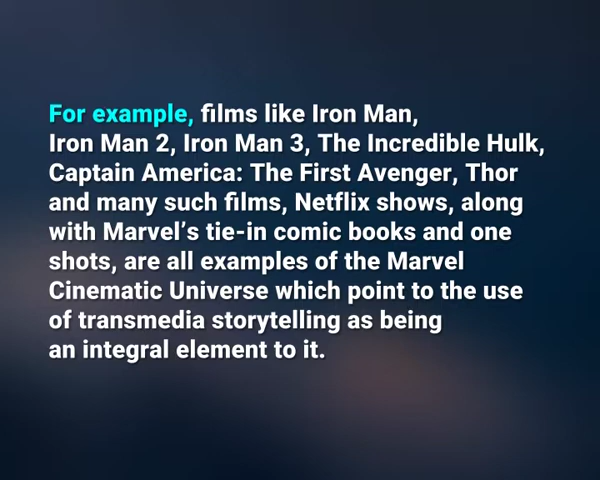 For example, films like Iron Man,
Iron Man 2, Iron Man 3, The Incredible Hulk,
Captain America: The First Avenger, Thor
and many such films, Netflix shows, along
with Marvel’s tie-in comic books and one
shots, are all examples of the Marvel
Cinematic Universe which point to the use
of transmedia storytelling as being
an integral element to it.